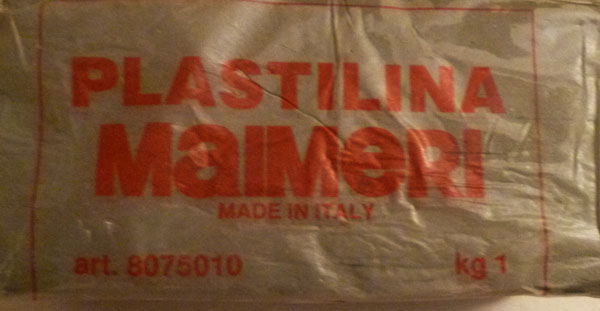 PLASTILINA
MaIMeRI
MADE IN ITALY
art. 8075010 kg 1